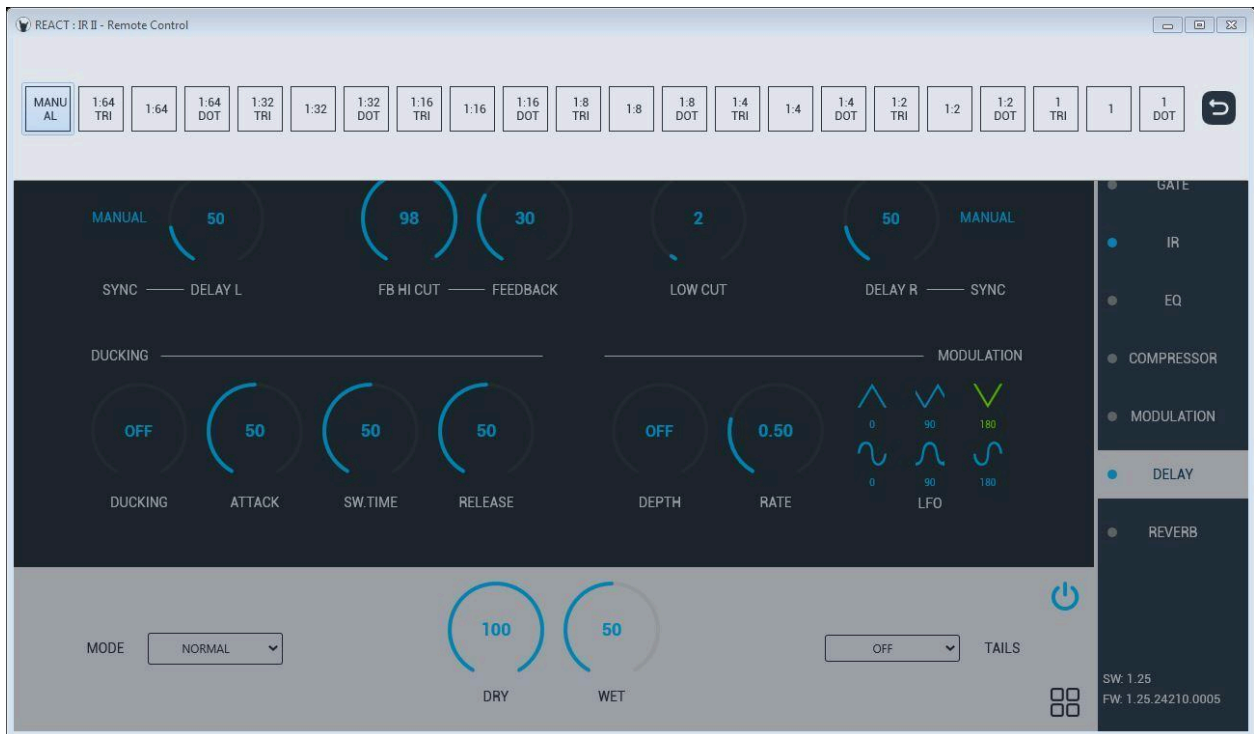 REACT : IR II - Remote Control
MANU
AL
1:64
TRI
1:64
1:64
DOT
1:32
TRI
1:32
1:32
DOT
1:16
TRI
1:16
1:16
DOT
1:8
TRI
1:8
1:8
DOT
1:4
TRI
1:4
1:4
DOT
1:2
TRI
1:2
1:2
DOT
1
TRI
1
1
DOT
MANUAL 50 98 30 2 50 MANUAL
SYNC DELAY L FB HI CUT FEEDBACK LOW CUT DELAY R SYNC
DUCKING MODULATION
OFF 50 50 50 OFF 0.50
0 90 180
0 90 180
DUCKING ATTACK SW.TIME RELEASE DEPTH RATE LFO
GATE
IR
EQ
COMPRESSOR
MODULATION
DELAY
REVERB
100 50
MODE NORMAL OFF TAILS
DRY WET
SW: 1.25
FW: 1.25.24210.0005